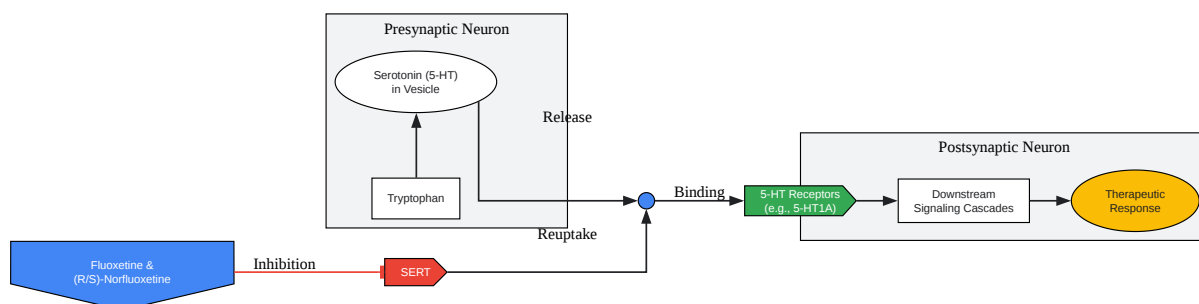 Presynaptic Neuron
Serotonin (5-HT)
in Vesicle
Release
Tryptophan
Reuptake
Binding
Postsynaptic Neuron
5-HT Receptors
(e.g., 5-HT1A)
Downstream
Signaling Cascades
Therapeutic
Response
Fluoxetine &
(R/S)-Norfluoxetine
Inhibition
SERT